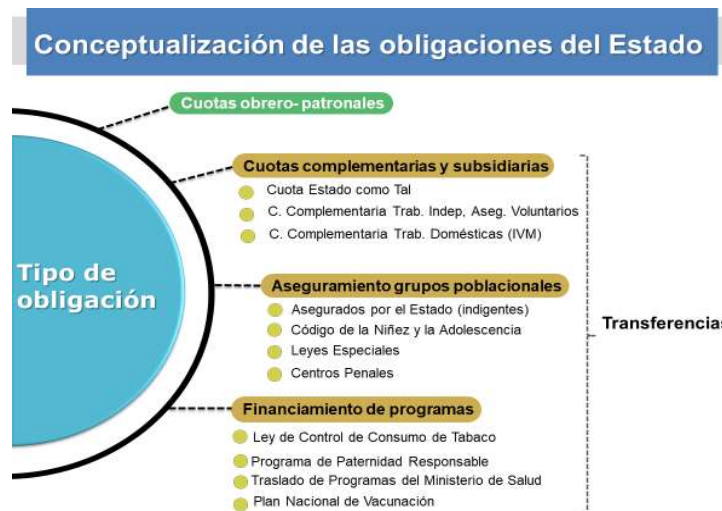 Conceptualización de las obligaciones del Estado
Cuotas obrero- patronales
Cuotas complementarias y subsidiarias
Cuota Estado como Tal
C. Complementaria Trab. Indep, Aseg. Voluntarios
C. Complementaria Trab. Domésticas (IVM)
Tipo de
obligación
Aseguramiento grupos poblacionales
Asegurados por el Estado (indigentes)
Código de la Niñez y la Adolescencia
Leyes Especiales
Centros Penales
Transferencias
Financiamiento de programas
Ley de Control de Consumo de Tabaco
Programa de Paternidad Responsable
Traslado de Programas del Ministerio de Salud
Plan Nacional de Vacunación